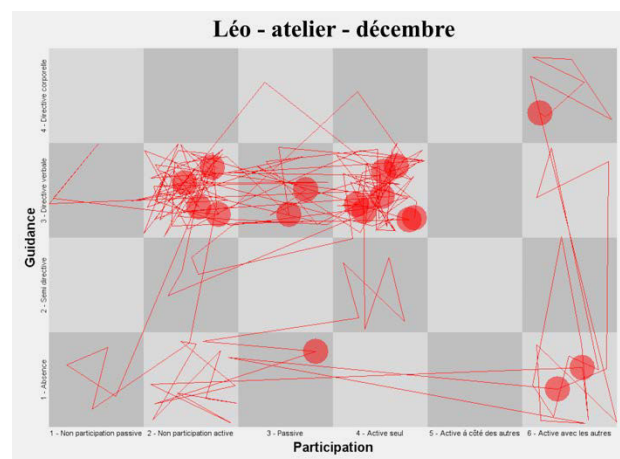 Léo - atelier - décembre
4 - Directive corporelle
3 - Directive verbale
2 - Semi directive
1 - Absence
Guidance
1 - Non participation passive
2 - Non participation active
3 - Passive
4 - Active seul
5 - Active à côté des autres
6 - Active avec les autres
Participation